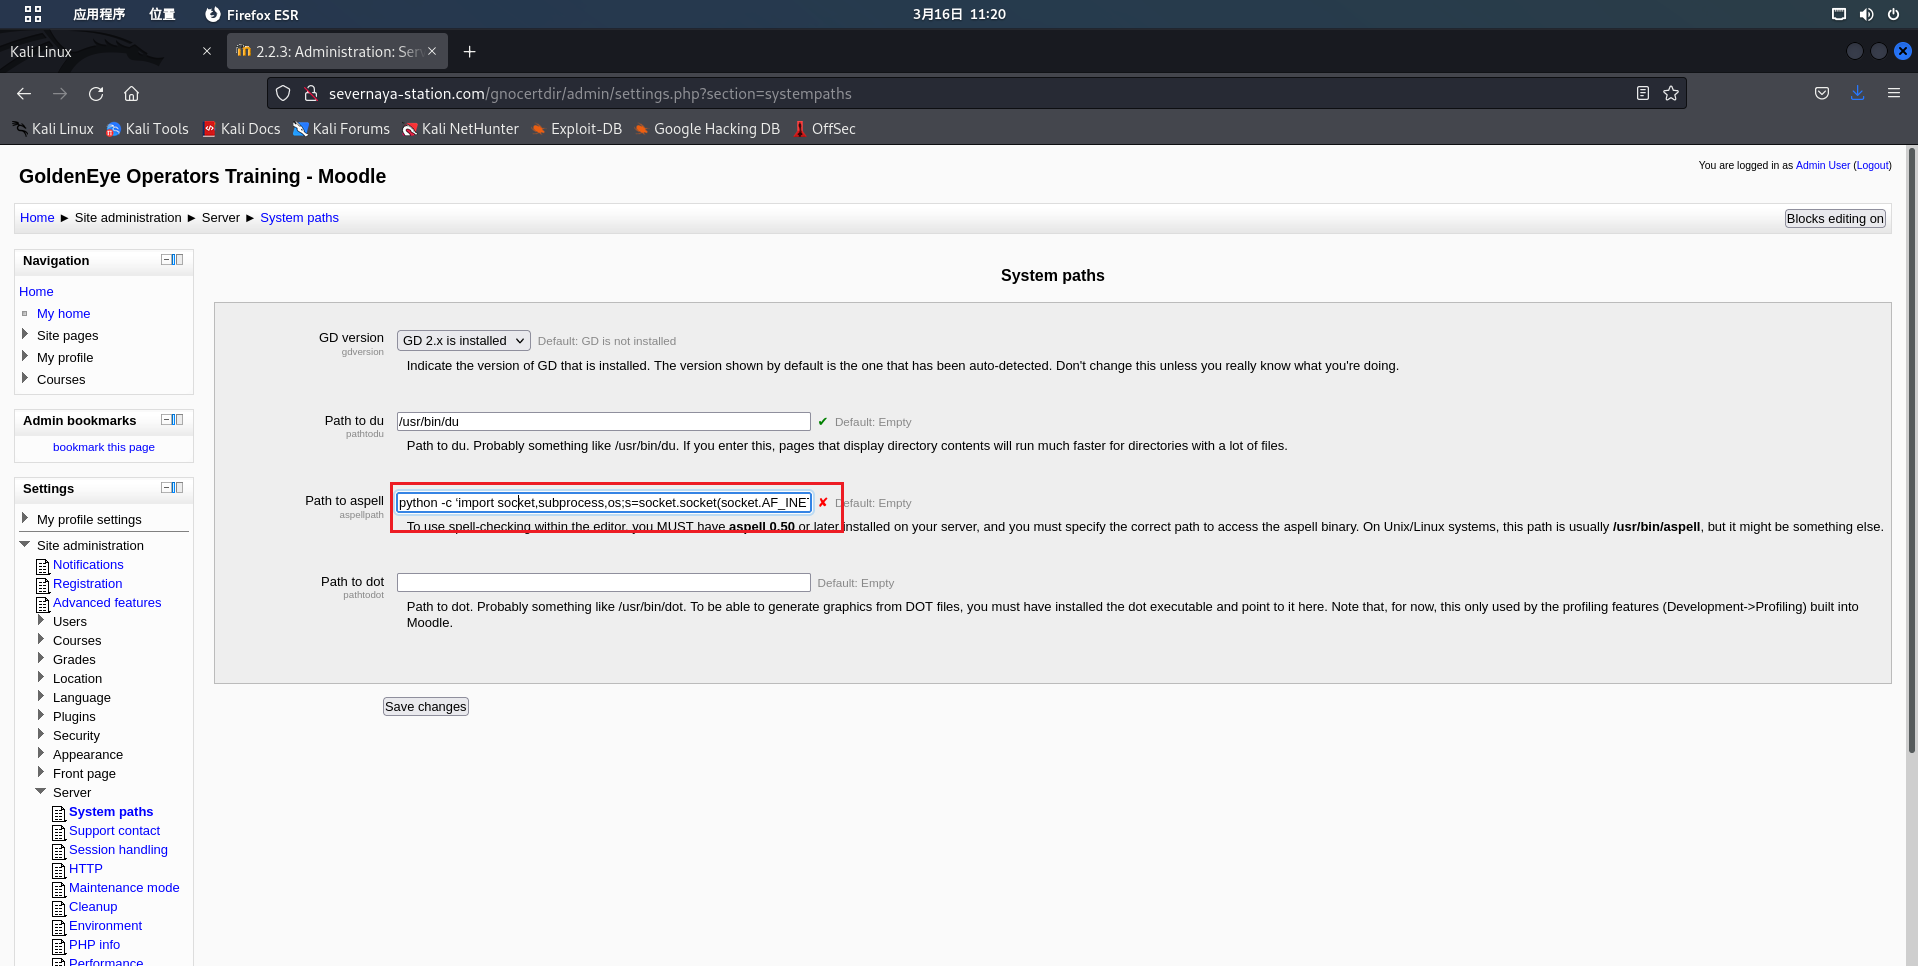 应用程序 位置 Firefox ESR 3月16日 11:20
Kali Linux 2.2.3: Administration: Ser
severnaya-station.com/gnocertdir/admin/settings.php?section=systempaths
Kali Linux Kali Tools Kali Docs Kali Forums Kali NetHunter Exploit-DB Google Hacking DB OffSec
You are logged in as Admin User (Logout)
GoldenEye Operators Training - Moodle
Home ► Site administration ► Server ► System paths
Blocks editing on
Navigation
Home
My home
Site pages
My profile
Courses
Admin bookmarks
bookmark this page
Settings
My profile settings
Site administration
Notifications
Registration
Advanced features
Users
Courses
Grades
Location
Language
Plugins
Security
Appearance
Front page
Server
System paths
Support contact
Session handling
HTTP
Maintenance mode
Cleanup
Environment
PHP info
Performance
System paths
GD version
gdversion
GD 2.x is installed Default: GD is not installed
Indicate the version of GD that is installed. The version shown by default is the one that has been auto-detected. Don't change this unless you really know what you're doing.
Path to du
pathtodu
/usr/bin/du ✔ Default: Empty
Path to du. Probably something like /usr/bin/du. If you enter this, pages that display directory contents will run much faster for directories with a lot of files.
Path to aspell
aspellpath
python -c ‘import socket,subprocess,os;s=socket.socket(socket.AF_INET ✘ Default: Empty
To use spell-checking within the editor, you MUST have aspell 0.50 or later installed on your server, and you must specify the correct path to access the aspell binary. On Unix/Linux systems, this path is usually /usr/bin/aspell, but it might be something else.
Path to dot
pathtodot
Default: Empty
Path to dot. Probably something like /usr/bin/dot. To be able to generate graphics from DOT files, you must have installed the dot executable and point to it here. Note that, for now, this only used by the profiling features (Development->Profiling) built into
Moodle.
Save changes